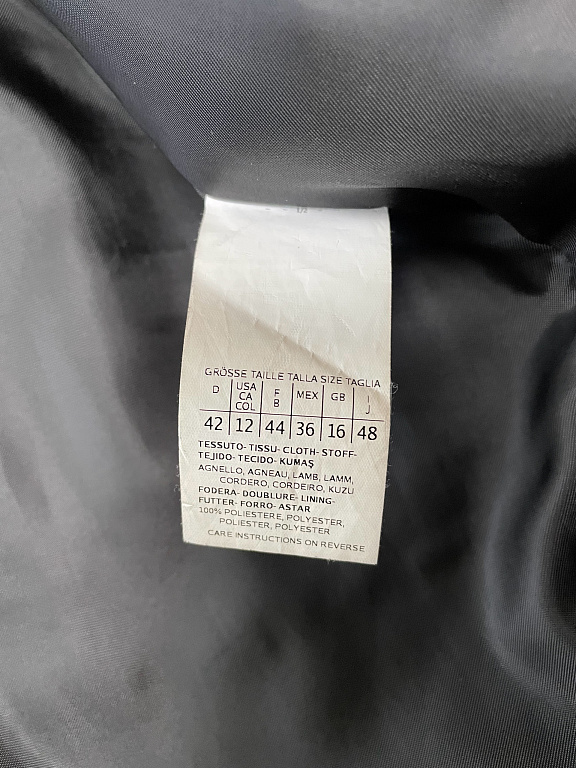 1/7
GRÖSSE TAILLE TALLA SIZE TAGLIA
D USA CA COL F B MEX GB I J
42 12 44 36 16 48
TESSUTO- TISSU- CLOTH- STOFF-
TEJIDO- TECIDO- KUMAŞ
AGNELLO, AGNEAU, LAMB, LAMM,
CORDERO, CORDEIRO, KUZU
FODERA- DOUBLURE- LINING-
FUTTER- FORRO- ASTAR
100% POLIESTERE, POLYESTER,
POLIESTER, POLYESTER
CARE INSTRUCTIONS ON REVERSE